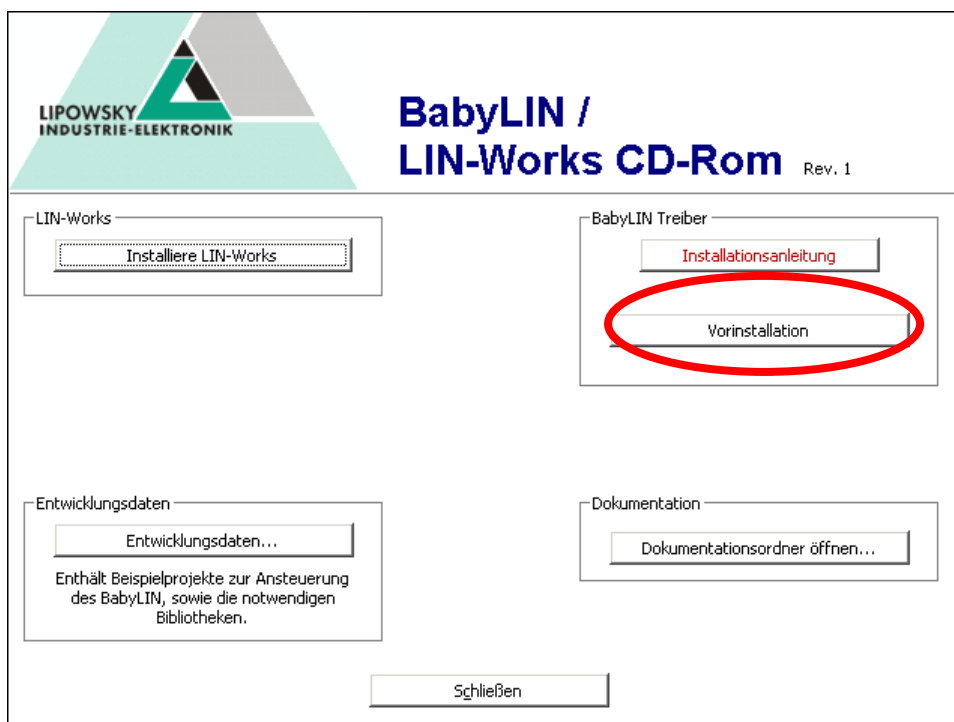 LIPOWSKY
INDUSTRIE-ELEKTRONIK
BabyLIN /
LIN-Works CD-Rom Rev. 1
LIN-Works
Installiere LIN-Works
BabyLIN Treiber
Installationsanleitung
Vorinstallation
Entwicklungsdaten
Entwicklungsdaten...
Enthält Beispielprojekte zur Ansteuerung
des BabyLIN, sowie die notwendigen
Bibliotheken.
Dokumentation
Dokumentationsordner öffnen...
Schließen